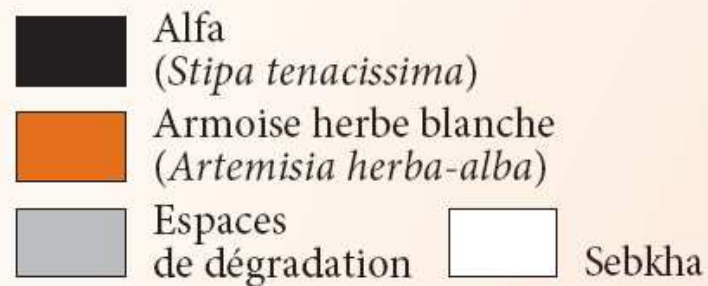 Alfa
(Stipa tenacissima)
Armoise herbe blanche
(Artemisia herba-alba)
Espaces
de dégradation
Sebkha